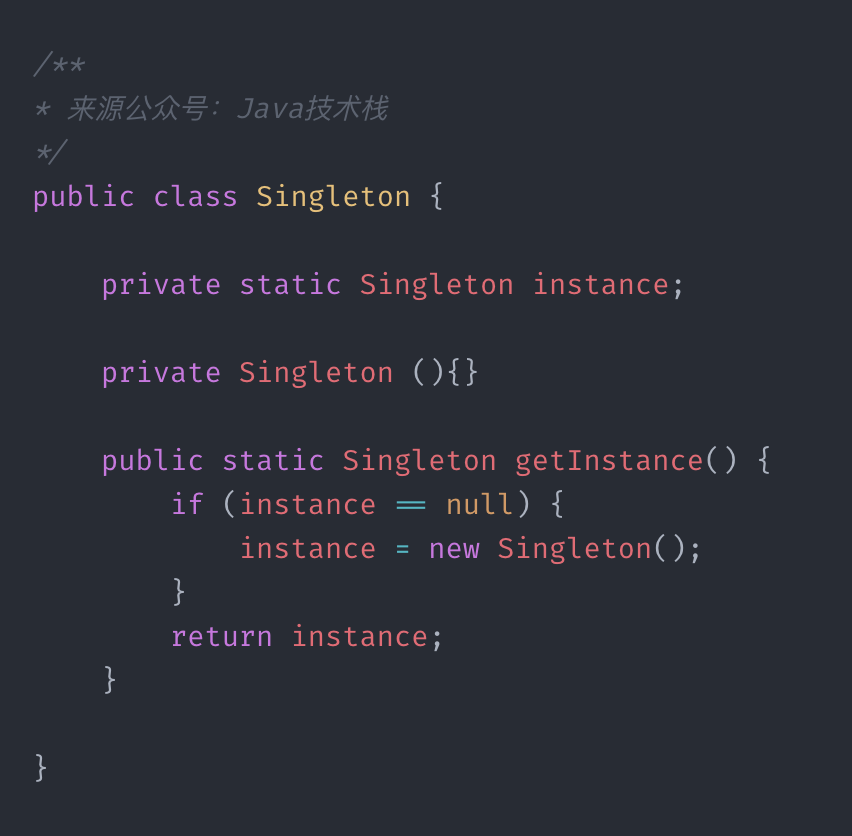 /**
* 来源公众号：Java技术栈
*/
public class Singleton {
private static Singleton instance;
private Singleton (){}
public static Singleton getInstance() {
if (instance == null) {
instance = new Singleton();
}
return instance;
}
}